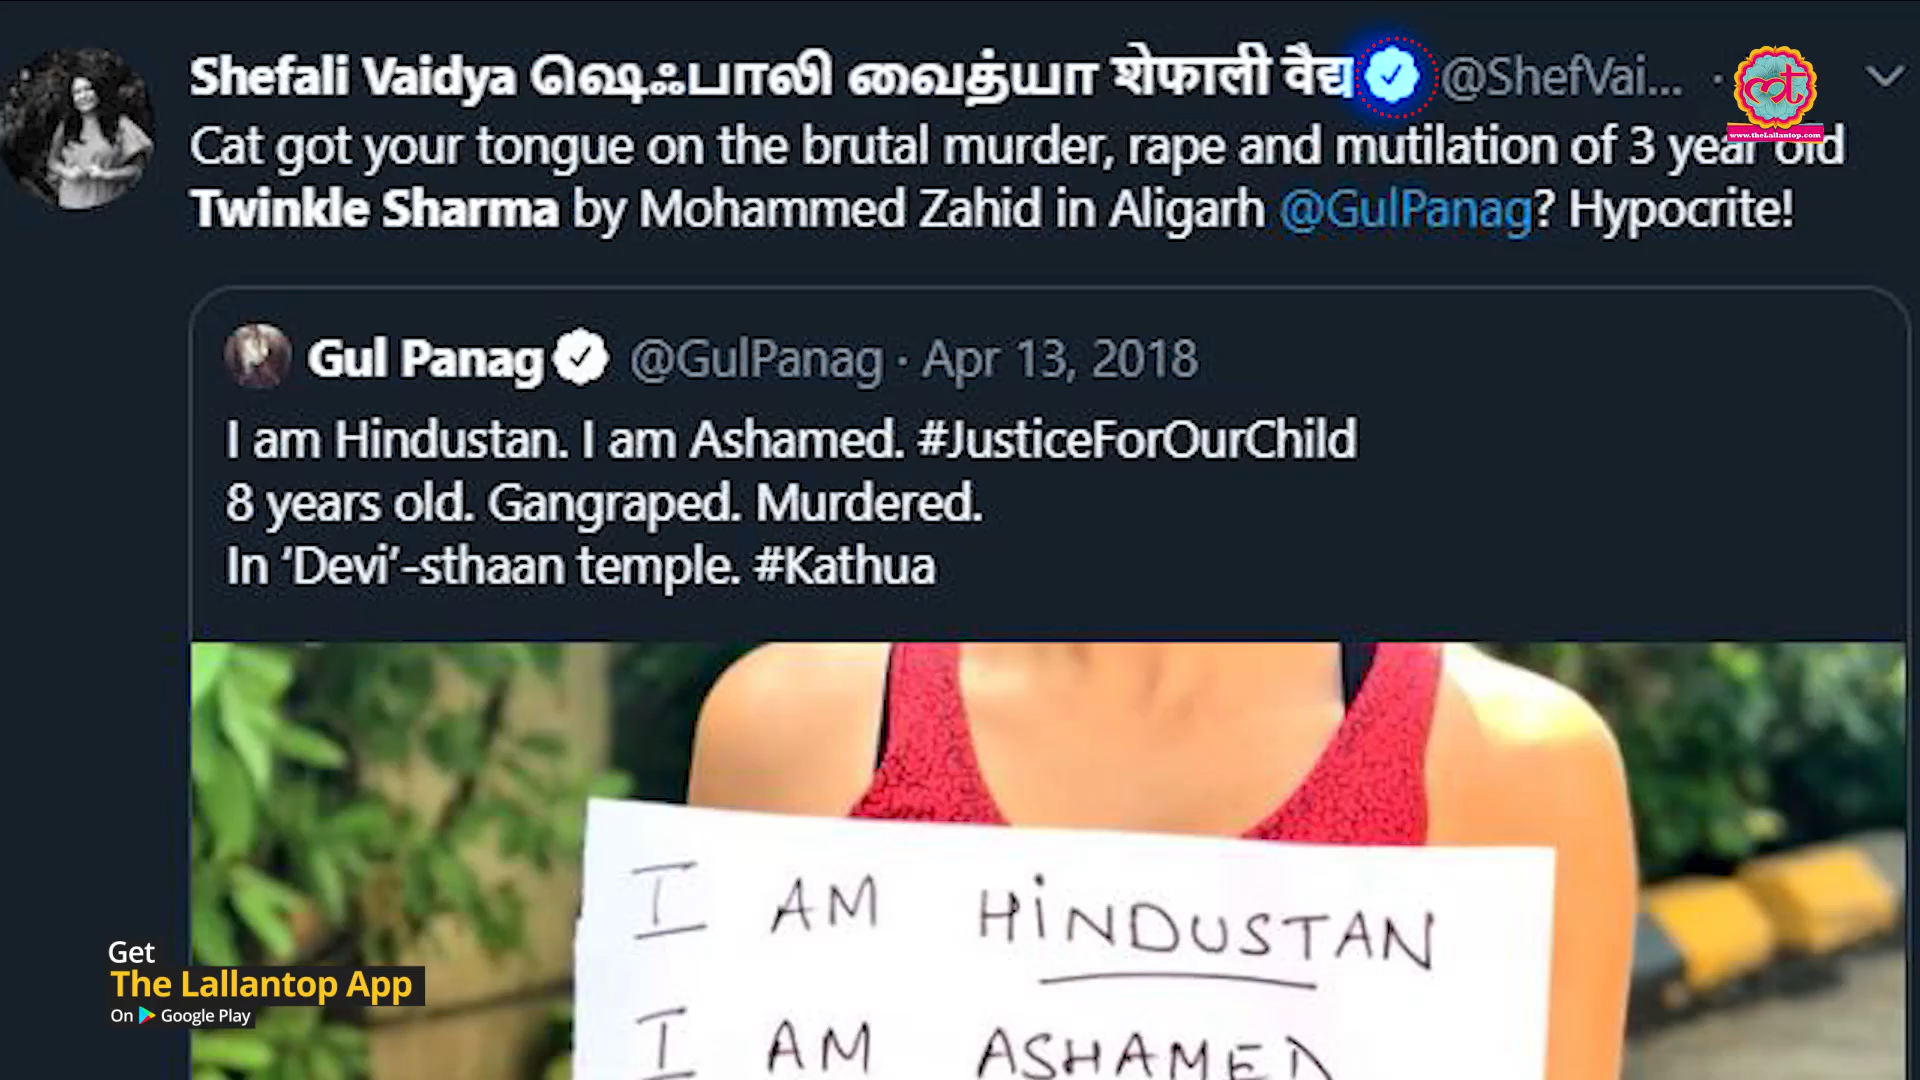 Shefali Vaidya ஷெஃபாலி வைத்யா शेफाली वैद्य @ShefVai... ·
Cat got your tongue on the brutal murder, rape and mutilation of 3 year old
Twinkle Sharma by Mohammed Zahid in Aligarh @GulPanag? Hypocrite!
www.theLallantop.com
Gul Panag @GulPanag · Apr 13, 2018
I am Hindustan. I am Ashamed. #JusticeForOurChild
8 years old. Gangraped. Murdered.
In ‘Devi’-sthaan temple. #Kathua
I AM HiNDUSTAN
I AM ASHAMED
Get
The Lallantop App
On Google Play